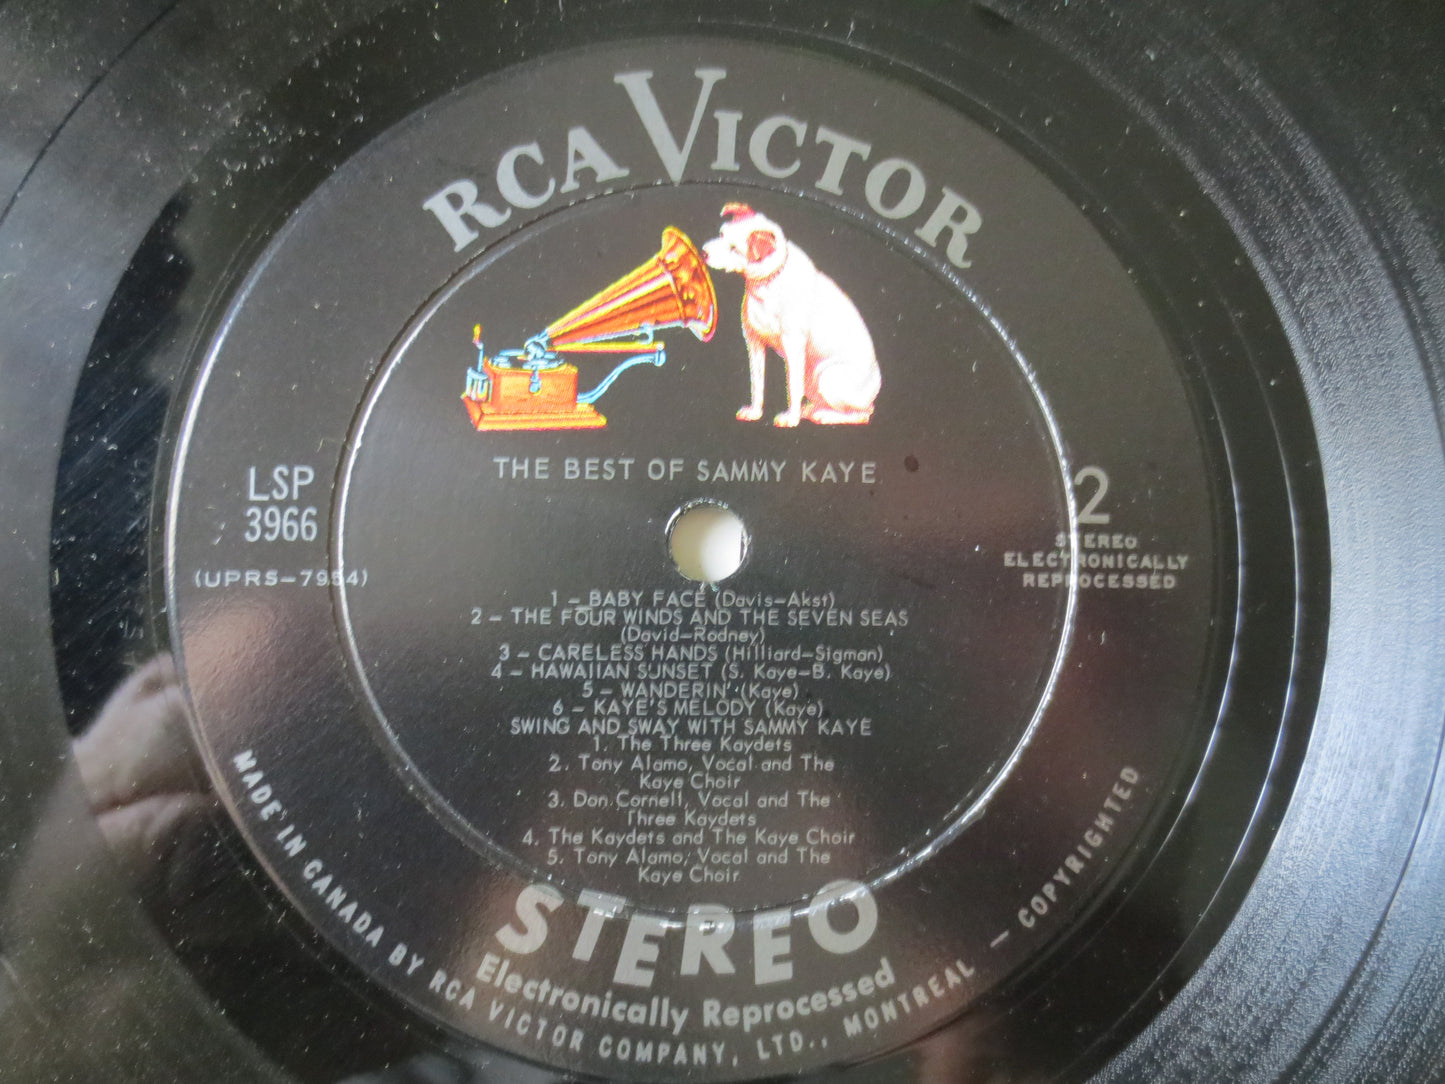 RCA VICTOR
THE BEST OF SAMMY KAYE
LSP
3966
(UPRS-7954)
2
STEREO
ELECTRONICALLY
REPROCESSED
1 - BABY FACE (Davis-Akst)
2 - THE FOUR WINDS AND THE SEVEN SEAS
(David-Rodney)
3 - CARELESS HANDS (Hilliard-Sigman)
4 - HAWAIIAN SUNSET (S. Kaye-B. Kaye)
5 - WANDERIN' (Kaye)
6 - KAYE'S MELODY (Kaye)
SWING AND SWAY WITH SAMMY KAYE
1. The Three Kaydets
2. Tony Alamo, Vocal and The
Kaye Choir
3. Don Cornell, Vocal and The
Three Kaydets
4. The Kaydets and The Kaye Choir
5. Tony Alamo, Vocal and The
Kaye Choir
STEREO
Electronically Reprocessed
MADE IN CANADA BY RCA VICTOR COMPANY, LTD., MONTREAL - COPYRIGHTED